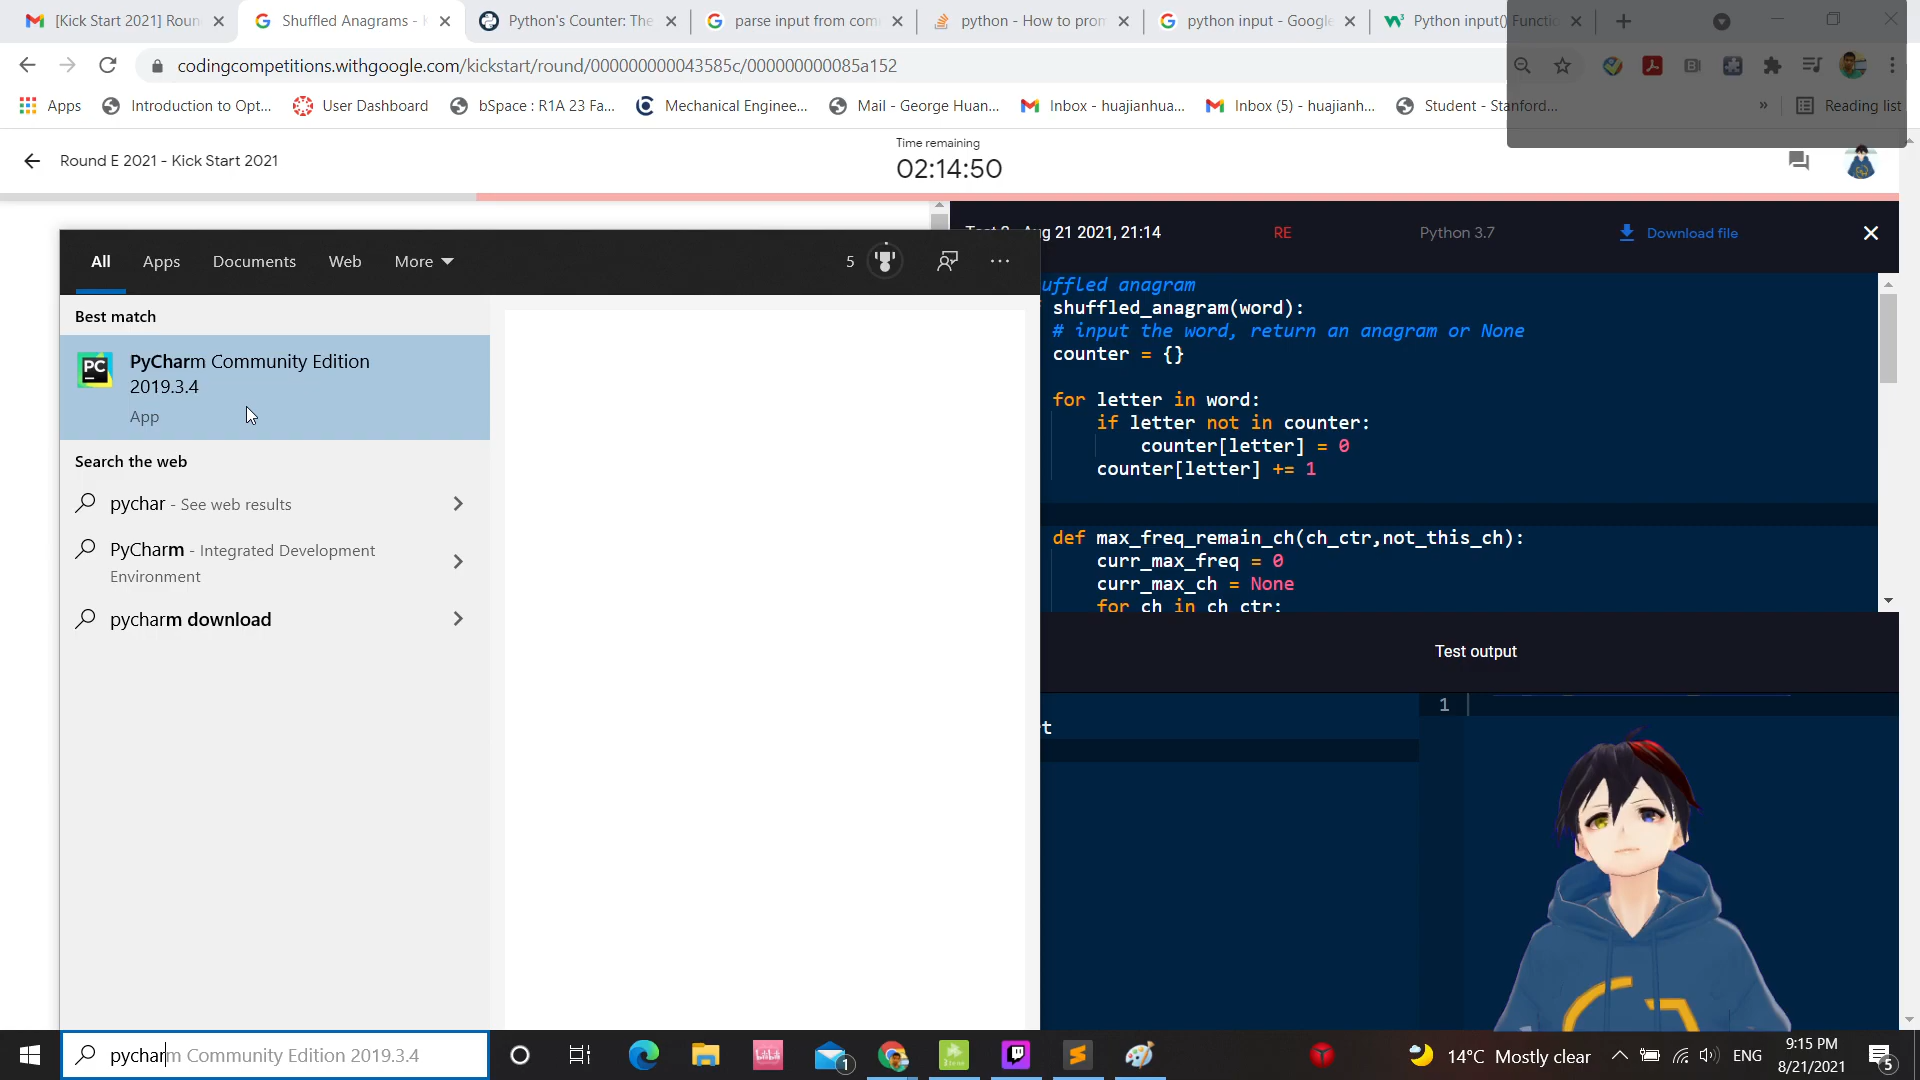 [Kick Start 2021] Roun
Shuffled Anagrams - K
Python's Counter: The
parse input from com
python - How to prom
python input - Google
Python input() Functio
codingcompetitions.withgoogle.com/kickstart/round/000000000043585c/000000000085a152
Apps
Introduction to Opt...
User Dashboard
bSpace : R1A 23 Fa...
Mechanical Enginee...
Mail - George Huan...
Inbox - huajianhua...
Inbox (5) - huajianh...
Student - Stanford...
»
Reading list
Round E 2021 - Kick Start 2021
Time remaining
02:14:50
ug 21 2021, 21:14
RE
Python 3.7
Download file
All
Apps
Documents
Web
More
5
Best match
PyCharm Community Edition
2019.3.4
App
Search the web
pychar - See web results
PyCharm - Integrated Development
Environment
pycharm download
uffled anagram
shuffled_anagram(word):
# input the word, return an anagram or None
counter = {}
for letter in word:
if letter not in counter:
counter[letter] = 0
counter[letter] += 1
def max_freq_remain_ch(ch_ctr,not_this_ch):
curr_max_freq = 0
curr_max_ch = None
for ch in ch_ctr:
Test output
t
1
pycharm Community Edition 2019.3.4
1
14°C Mostly clear
ENG
9:15 PM
8/21/2021
5